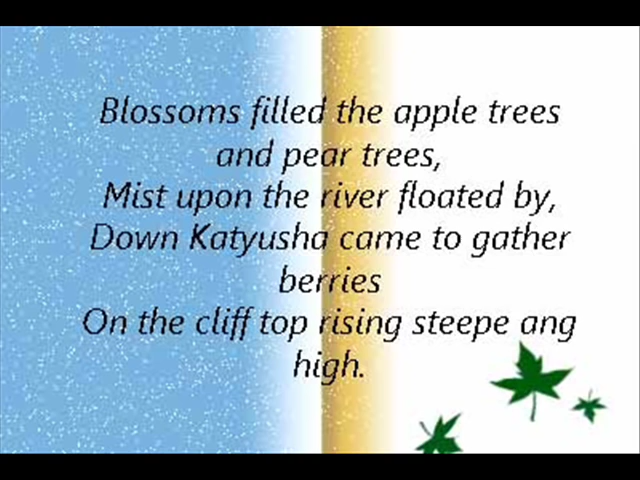 Blossoms filled the apple trees
and pear trees,
Mist upon the river floated by,
Down Katyusha came to gather
berries
On the cliff top rising steepe ang
high.